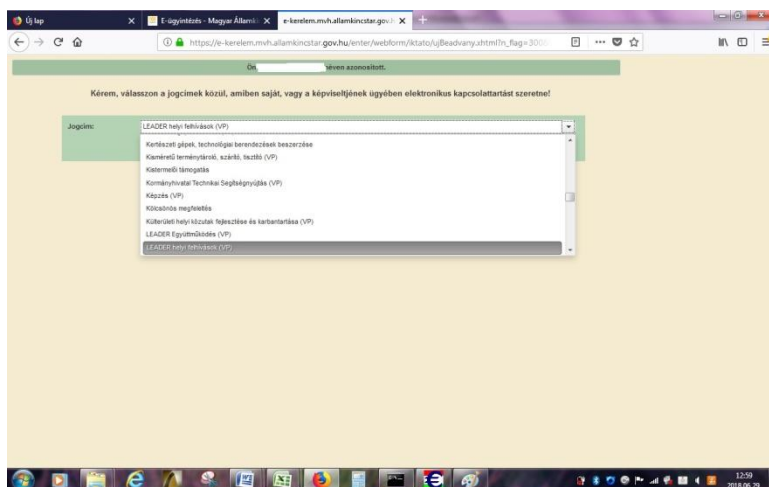 Új lap
E-ügyintézés - Magyar Államki
e-kerelem.mvh.allamkincstar.gov.h
https://e-kerelem.mvh.allamkincstar.gov.hu/enter/webform/iktato/ujBeadvany.xhtml?n_flag=300
Ön, néven azonosított.
Kérem, válasszon a jogcímek közül, amiben saját, vagy a képviseltjének ügyében elektronikus kapcsolattartást szeretne!
Jogcím:
LEADER helyi felhívások (VP)
Kertészeti gépek, technológiai berendezések beszerzése
Kisméretű terménytároló, szárító, tisztító (VP)
Kistermelői támogatás
Kormányhivatal Technikai Segítségnyújtás (VP)
Képzés (VP)
Kölcsönös megfeleltetés
Külterületi helyi közutak fejlesztése és karbantartása (VP)
LEADER Együttműködés (VP)
LEADER helyi felhívások (VP)
12:59
2018.06.29.